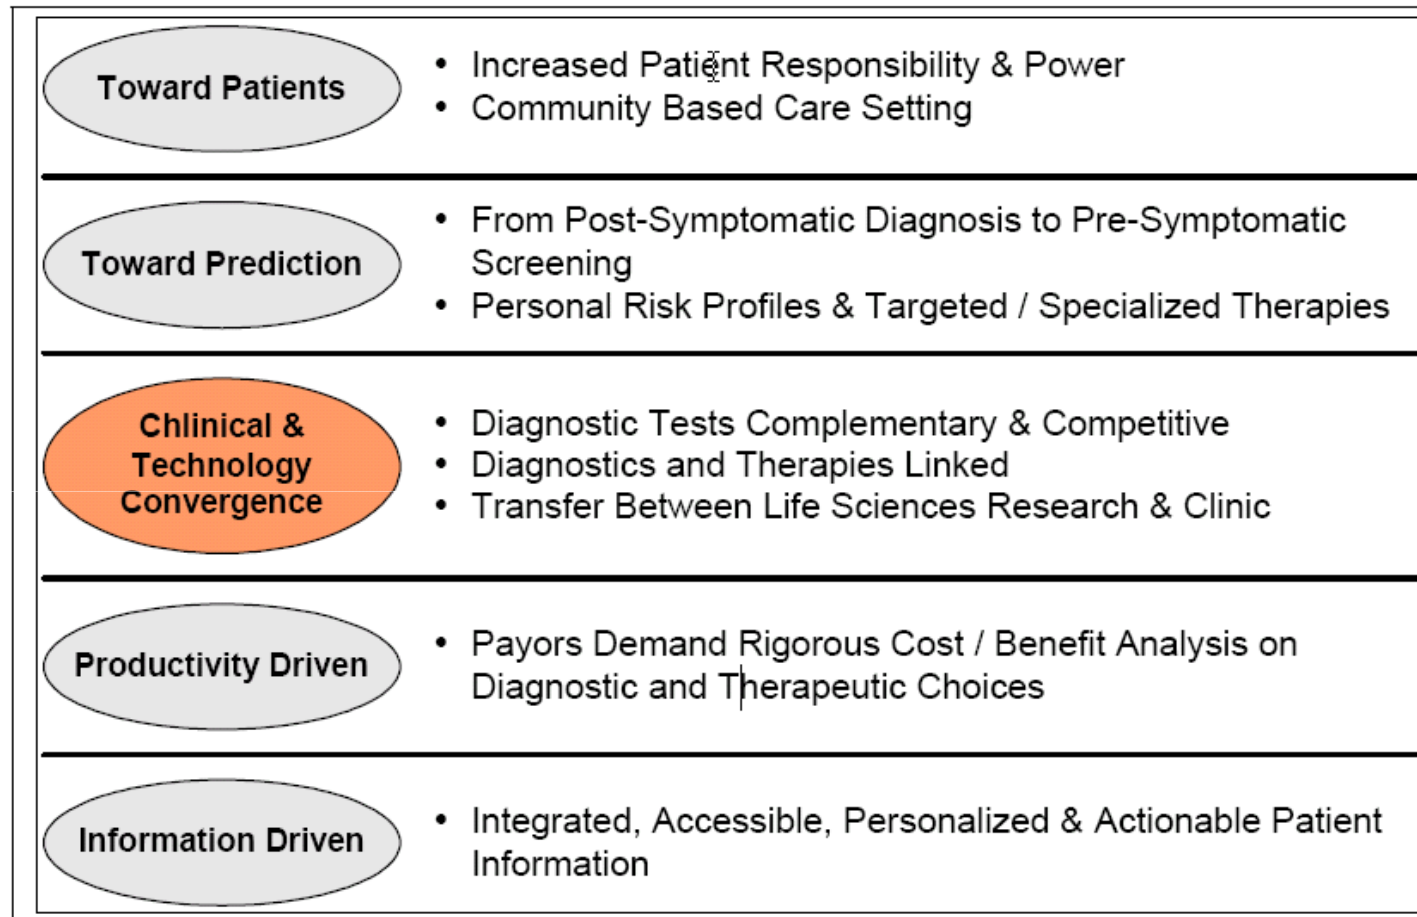 Toward Patients
• Increased Patient Responsibility & Power
• Community Based Care Setting
Toward Prediction
• From Post-Symptomatic Diagnosis to Pre-Symptomatic
Screening
• Personal Risk Profiles & Targeted / Specialized Therapies
Chlinical &
Technology
Convergence
• Diagnostic Tests Complementary & Competitive
• Diagnostics and Therapies Linked
• Transfer Between Life Sciences Research & Clinic
Productivity Driven
• Payors Demand Rigorous Cost / Benefit Analysis on
Diagnostic and Therapeutic Choices
Information Driven
• Integrated, Accessible, Personalized & Actionable Patient
Information